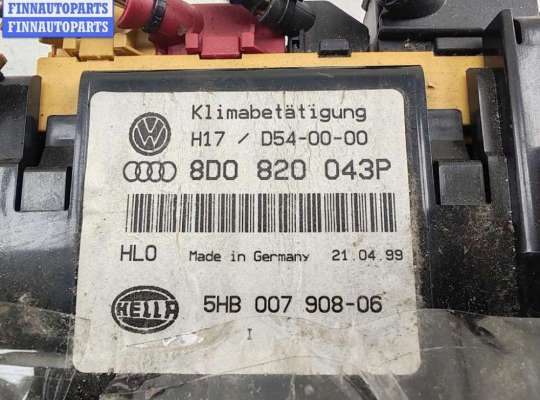 FINNAUTOPARTS
FINNAUTOPARTS
FINNAUTOPARTS
Klimabetätigung
H17 / D54-00-00
8D0 820 043P
HLO Made in Germany 21.04.99
HELLA
5HB 007 908-06
I